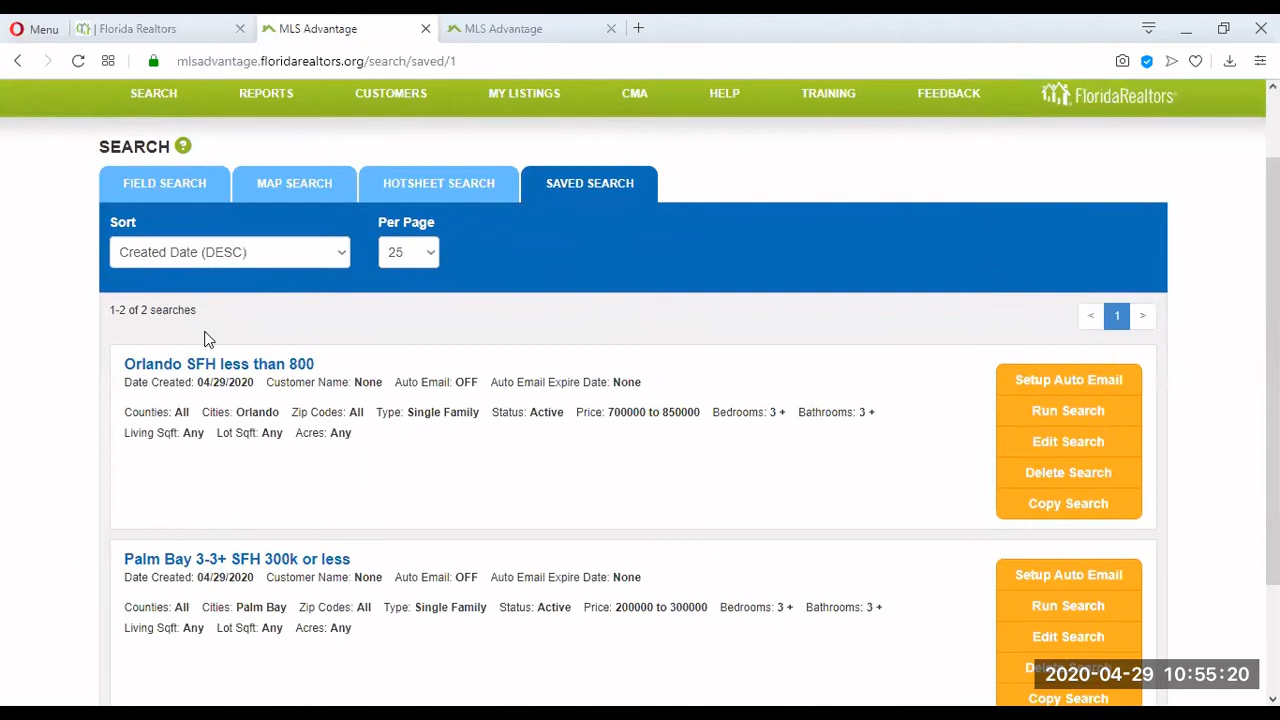 Menu
| Florida Realtors
MLS Advantage
MLS Advantage
mlsadvantage.floridarealtors.org/search/saved/1
SEARCH REPORTS CUSTOMERS MY LISTINGS CMA HELP TRAINING FEEDBACK FloridaRealtors
SEARCH ?
FIELD SEARCH MAP SEARCH HOTSHEET SEARCH SAVED SEARCH
Sort Per Page
Created Date (DESC) 25
1-2 of 2 searches < 1 >
Orlando SFH less than 800
Date Created: 04/29/2020 Customer Name: None Auto Email: OFF Auto Email Expire Date: None
Counties: All Cities: Orlando Zip Codes: All Type: Single Family Status: Active Price: 700000 to 850000 Bedrooms: 3 + Bathrooms: 3 +
Living Sqft: Any Lot Sqft: Any Acres: Any
Setup Auto Email
Run Search
Edit Search
Delete Search
Copy Search
Palm Bay 3-3+ SFH 300k or less
Date Created: 04/29/2020 Customer Name: None Auto Email: OFF Auto Email Expire Date: None
Counties: All Cities: Palm Bay Zip Codes: All Type: Single Family Status: Active Price: 200000 to 300000 Bedrooms: 3 + Bathrooms: 3 +
Living Sqft: Any Lot Sqft: Any Acres: Any
Setup Auto Email
Run Search
Edit Search
Delete Search
Copy Search
2020-04-29 10:55:20